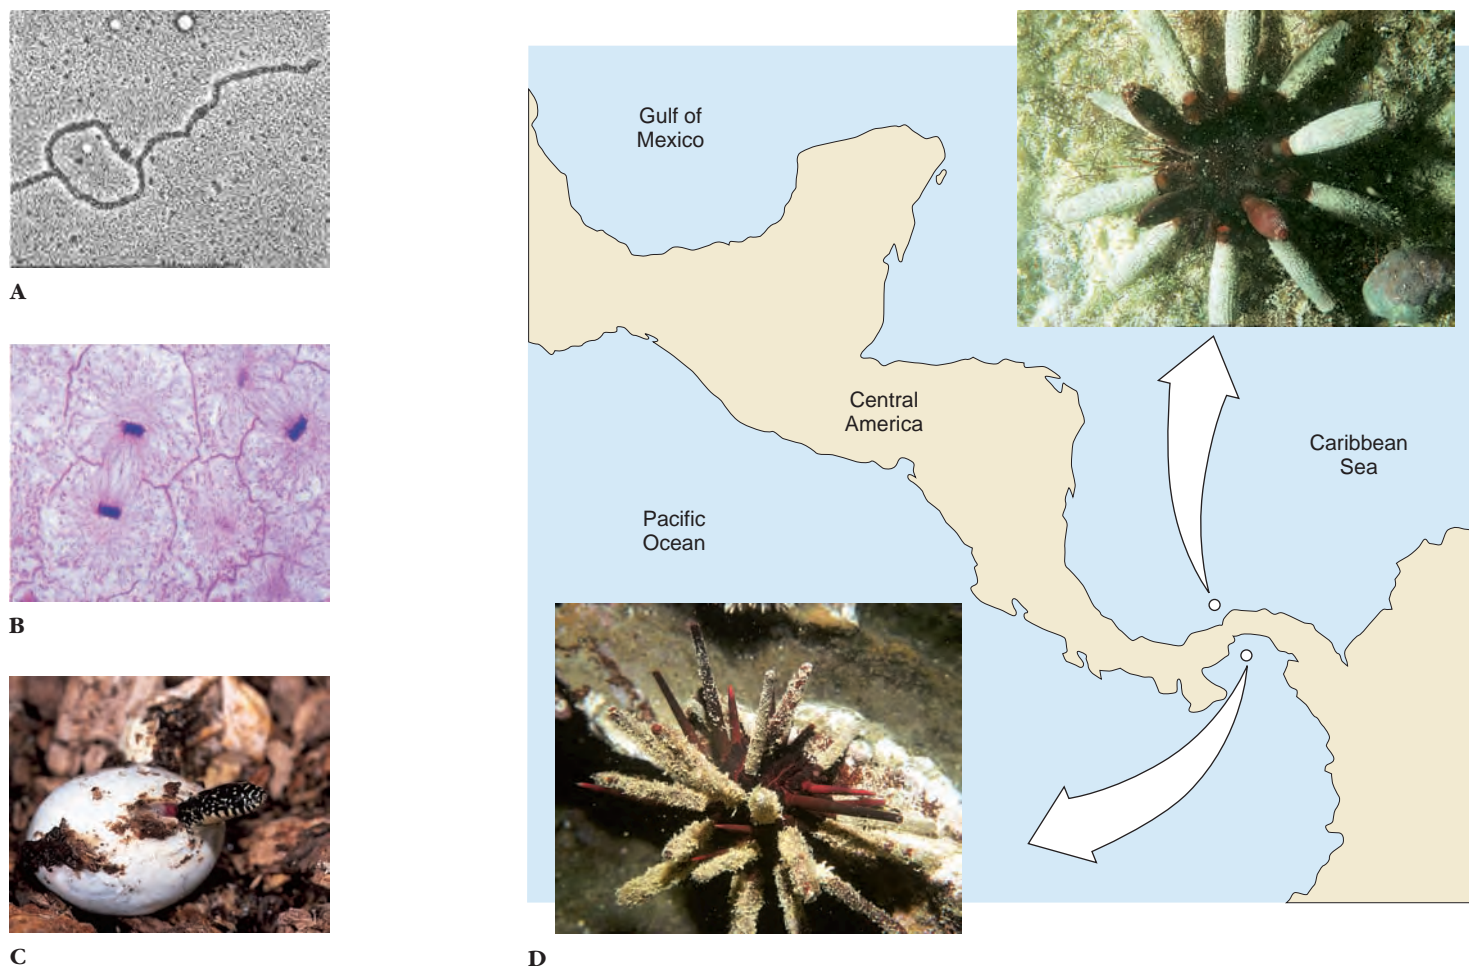 A
B
C
Gulf of
Mexico
Central
America
Caribbean
Sea
Pacific
Ocean
D